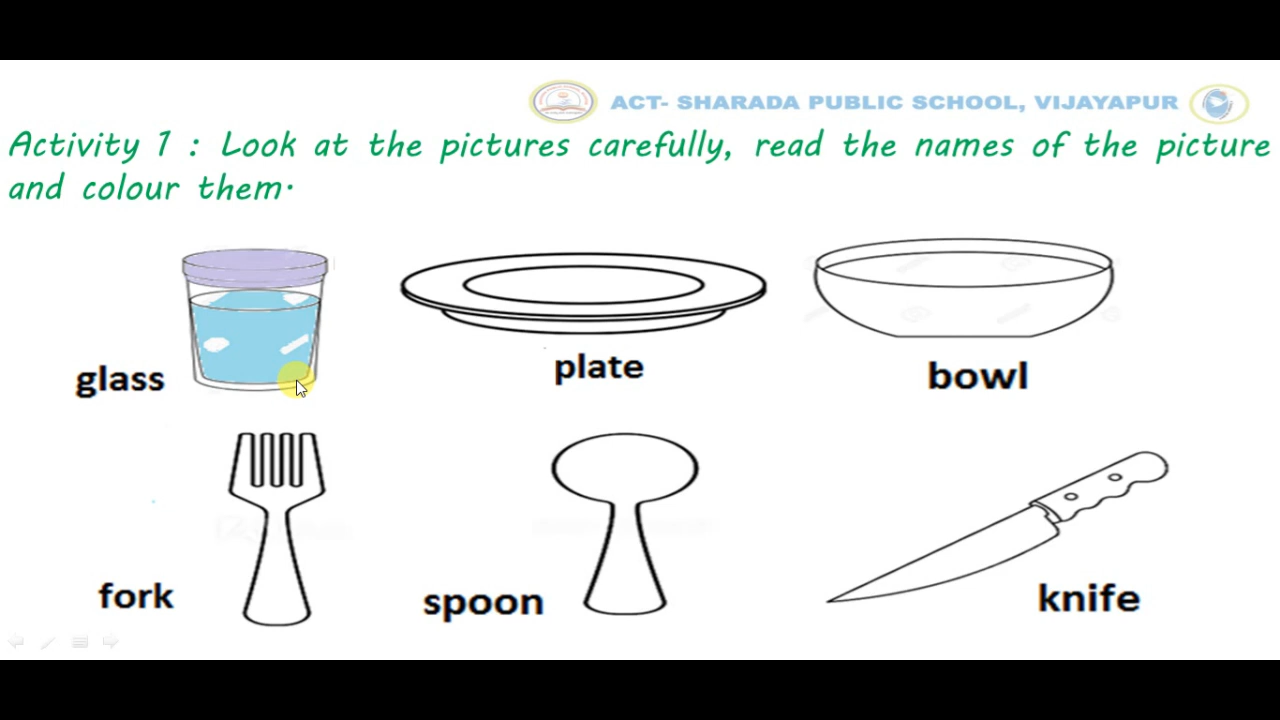 ACT- SHARADA PUBLIC SCHOOL, VIJAYAPUR
Activity 1 : Look at the pictures carefully, read the names of the picture
and colour them.
glass
plate
bowl
fork
spoon
knife